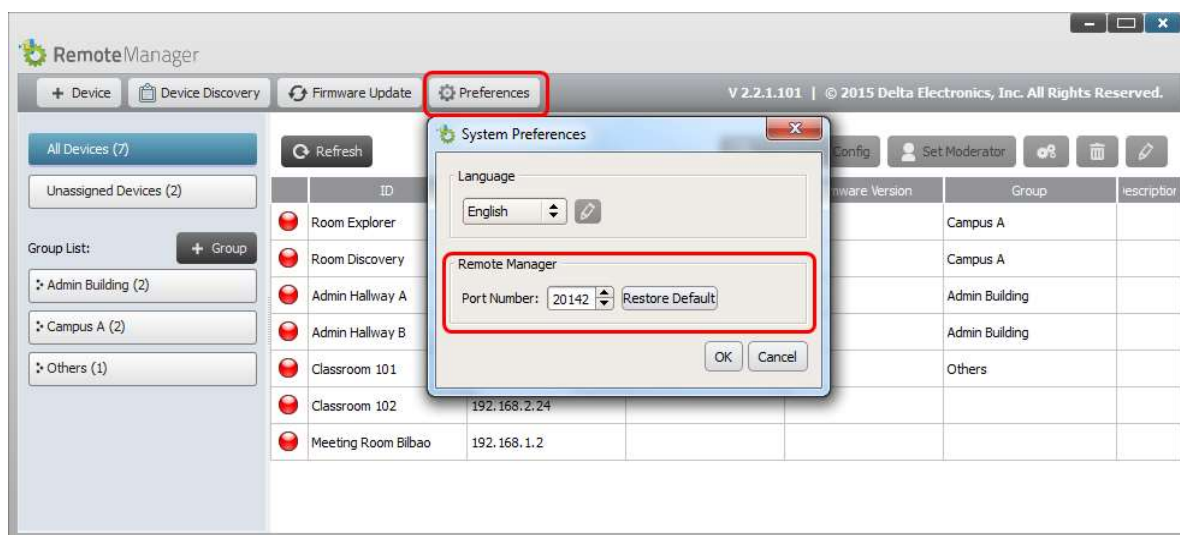 RemoteManager
+ Device Device Discovery Firmware Update Preferences V 2.2.1.101 | © 2015 Delta Electronics, Inc. All Rights Reserved.
System Preferences
All Devices (7) Refresh Config Set Moderator
Language
Unassigned Devices (2) ID Version Group
English
Room Explorer Campus A
Group List: + Group
Room Discovery Remote Manager Campus A
Admin Building (2) Admin Hallway A Port Number: 20142 Restore Default Admin Building
Campus A (2) Admin Hallway B Admin Building
OK Cancel
Others (1) Classroom 101 Others
Classroom 102 192.168.2.24
Meeting Room Bilbao 192.168.1.2